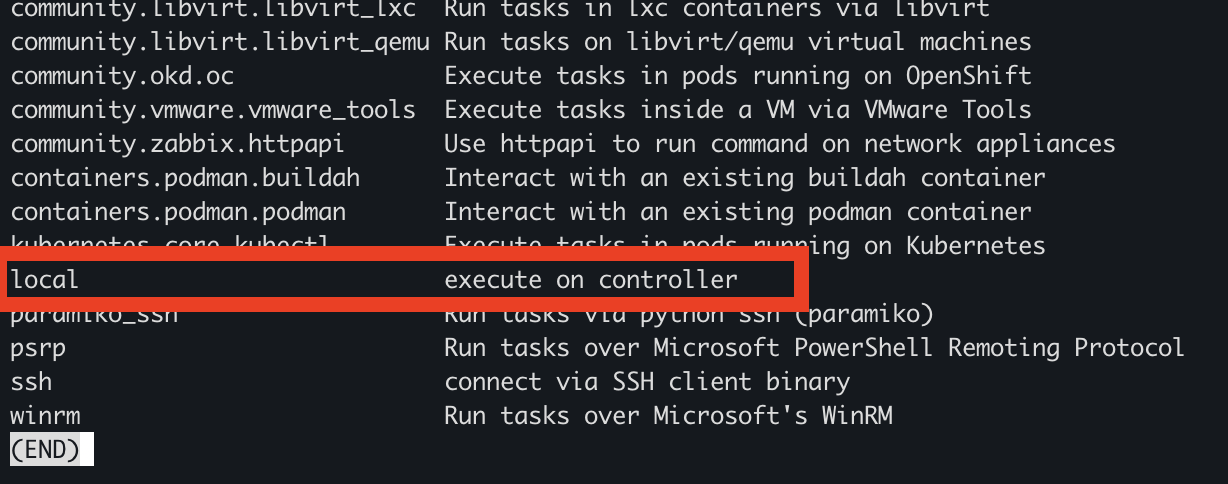 community.libvirt.libvirt_lxc Run tasks in lxc containers via libvirt
community.libvirt.libvirt_qemu Run tasks on libvirt/qemu virtual machines
community.okd.oc Execute tasks in pods running on OpenShift
community.vmware.vmware_tools Execute tasks inside a VM via VMware Tools
community.zabbix.httpapi Use httpapi to run command on network appliances
containers.podman.buildah Interact with an existing buildah container
containers.podman.podman Interact with an existing podman container
kubernetes.core.kubectl Execute tasks in pods running on Kubernetes
local execute on controller
paramiko_ssh Run tasks via python ssh (paramiko)
psrp Run tasks over Microsoft PowerShell Remoting Protocol
ssh connect via SSH client binary
winrm Run tasks over Microsoft's WinRM
(END)